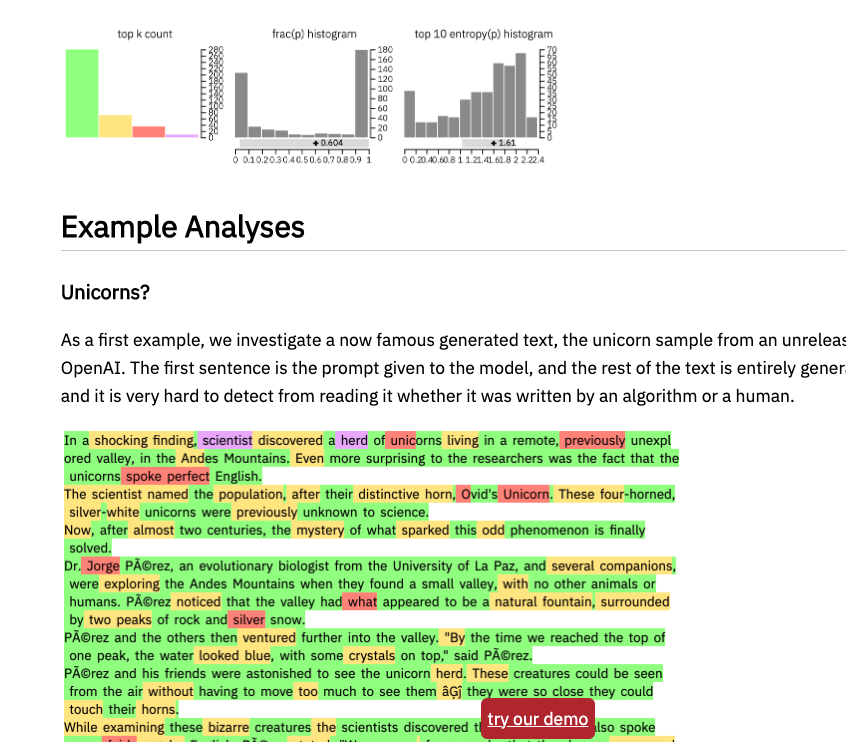 top k count
frac(p) histogram
top 10 entropy(p) histogram
280
260
240
220
200
180
160
140
120
100
80
60
40
20
0
180
160
140
120
100
80
60
40
20
0
70
65
60
55
50
45
40
35
30
25
20
15
10
5
0
+0.604
+1.61
0 0.1 0.2 0.3 0.4 0.5 0.6 0.7 0.8 0.9 1
0 0.2 0.4 0.6 0.8 1 1.2 1.4 1.6 1.8 2 2.2 2.4
Example Analyses
Unicorns?
As a first example, we investigate a now famous generated text, the unicorn sample from an unreleas
OpenAI. The first sentence is the prompt given to the model, and the rest of the text is entirely gener
and it is very hard to detect from reading it whether it was written by an algorithm or a human.
In a shocking finding, scientist discovered a herd of unicorns living in a remote, previously unexpl
ored valley, in the Andes Mountains. Even more surprising to the researchers was the fact that the
unicorns spoke perfect English.
The scientist named the population, after their distinctive horn, Ovid's Unicorn. These four-horned,
silver-white unicorns were previously unknown to science.
Now, after almost two centuries, the mystery of what sparked this odd phenomenon is finally
solved.
Dr. Jorge PÃ©rez, an evolutionary biologist from the University of La Paz, and several companions,
were exploring the Andes Mountains when they found a small valley, with no other animals or
humans. PÃ©rez noticed that the valley had what appeared to be a natural fountain, surrounded
by two peaks of rock and silver snow.
PÃ©rez and the others then ventured further into the valley. "By the time we reached the top of
one peak, the water looked blue, with some crystals on top," said PÃ©rez.
PÃ©rez and his friends were astonished to see the unicorn herd. These creatures could be seen
from the air without having to move too much to see them âĢĵ they were so close they could
touch their horns.
While examining these bizarre creatures the scientists discovered also spoke
try our demo